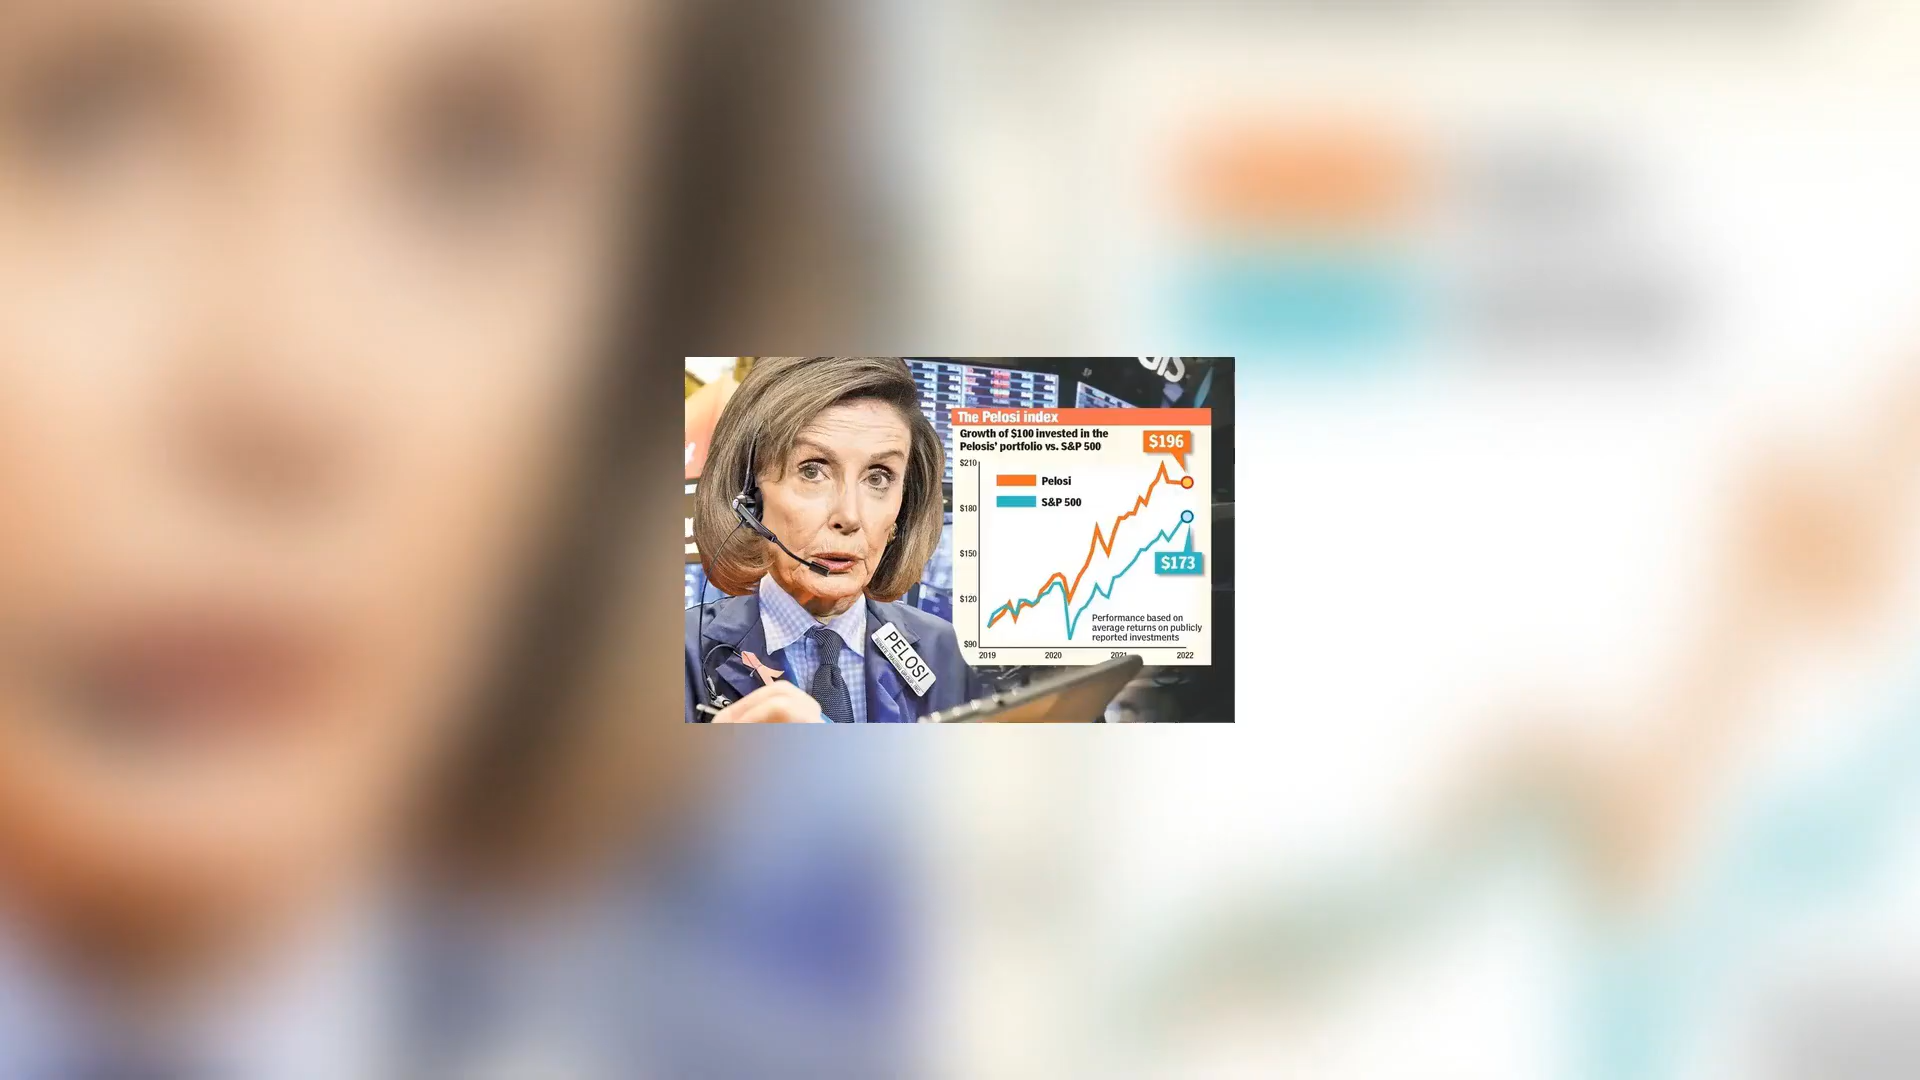 The Pelosi index
Growth of $100 invested in the
Pelosis' portfolio vs. S&P 500
$196
$210
Pelosi
S&P 500
$180
$150
$173
$120
Performance based on
average returns on publicly
reported investments
$90
2019
2020
2021
2022
PELOSI